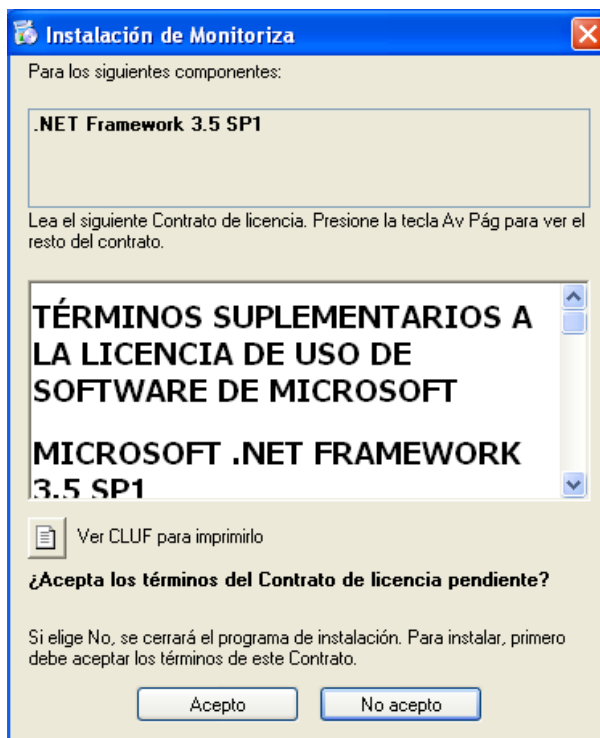 Instalación de Monitoriza
Para los siguientes componentes:
.NET Framework 3.5 SP1
Lea el siguiente Contrato de licencia. Presione la tecla Av Pág para ver el
resto del contrato.
TÉRMINOS SUPLEMENTARIOS A
LA LICENCIA DE USO DE
SOFTWARE DE MICROSOFT
MICROSOFT .NET FRAMEWORK
3.5 SP1
Ver CLUF para imprimirlo
¿Acepta los términos del Contrato de licencia pendiente?
Si elige No, se cerrará el programa de instalación. Para instalar, primero
debe aceptar los términos de este Contrato.
Acepto
No acepto